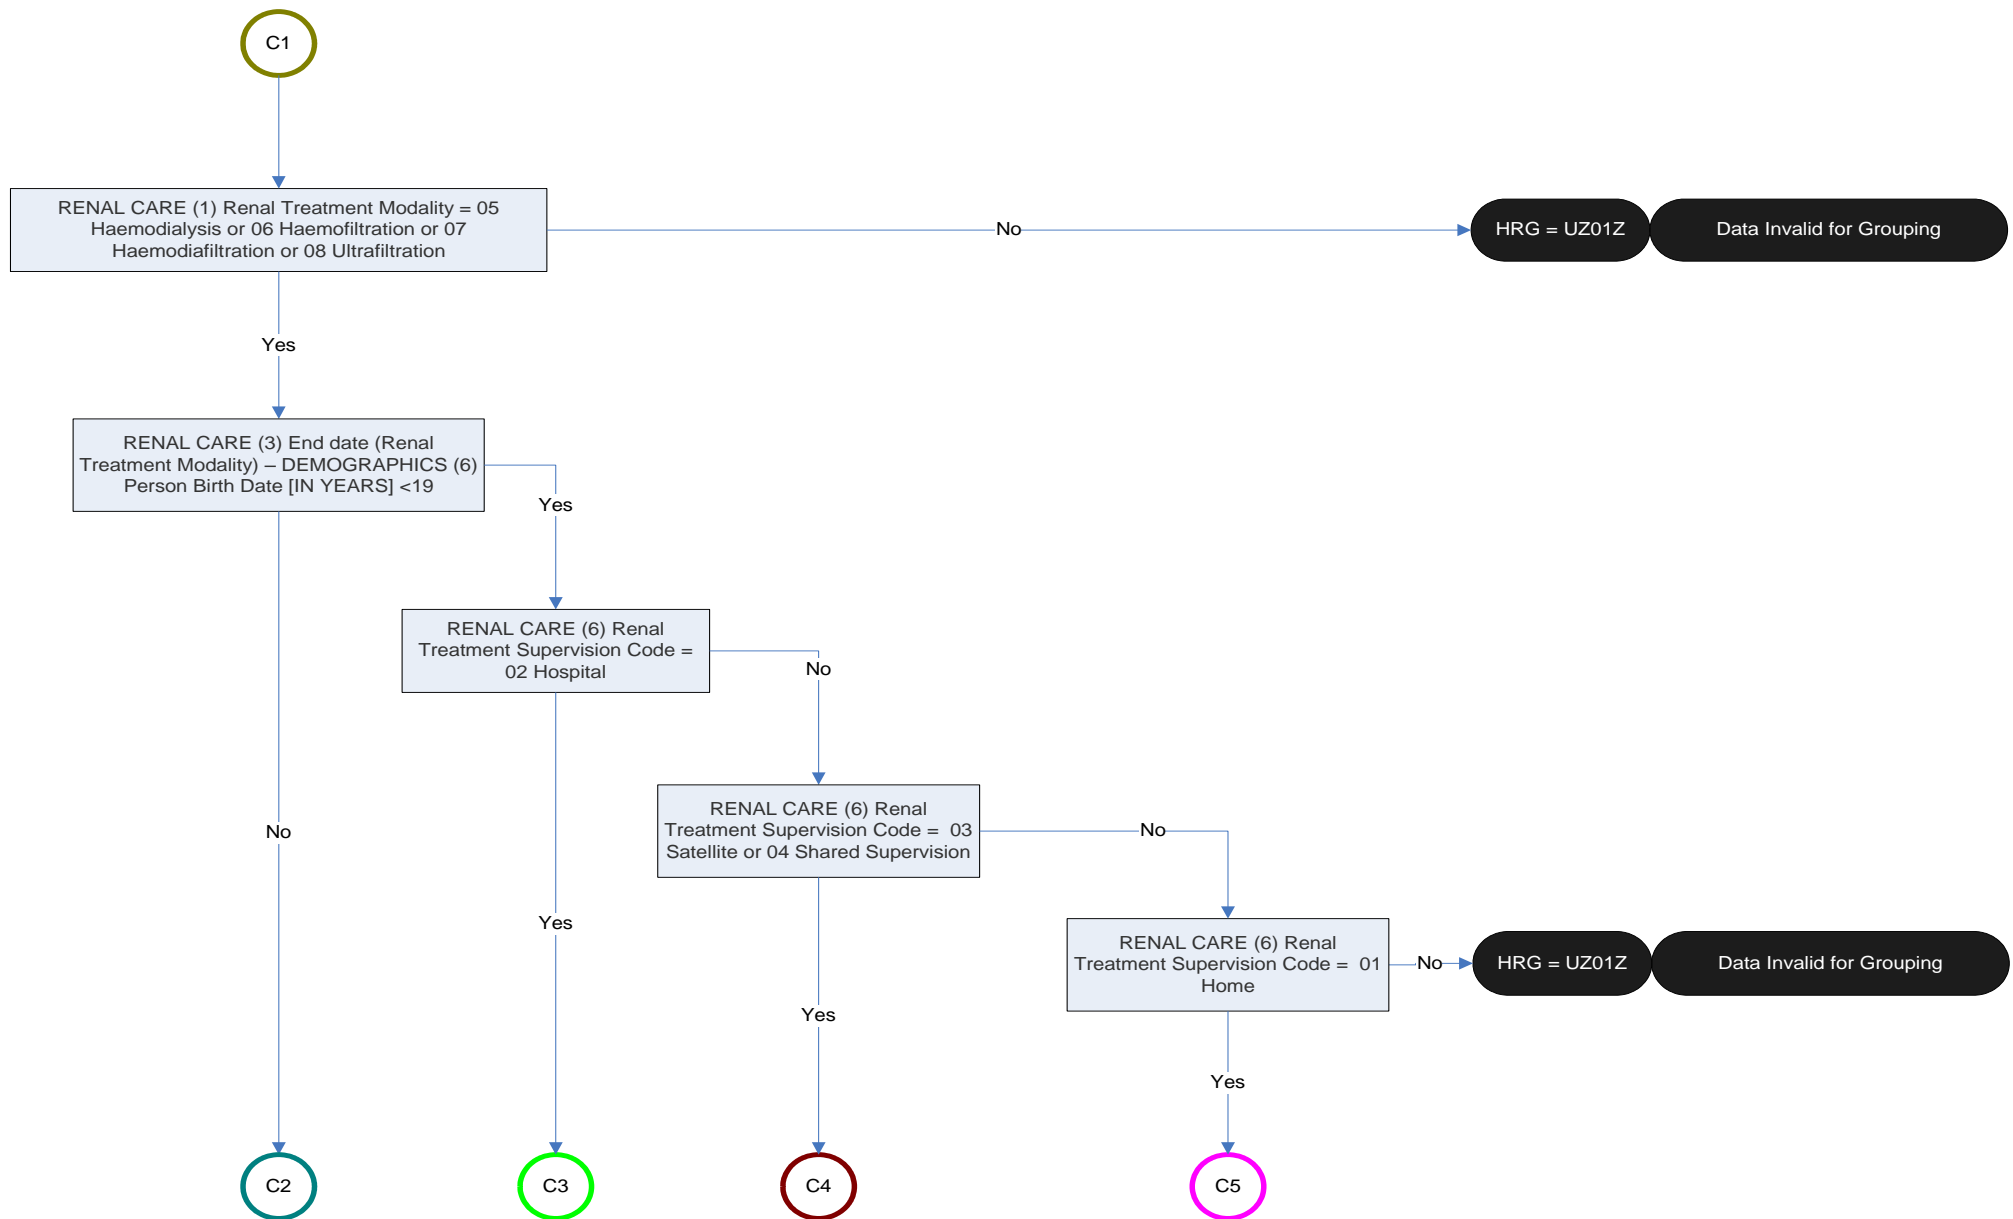 C1
RENAL CARE (1) Renal Treatment Modality = 05
Haemodialysis or 06 Haemofiltration or 07
Haemodiafiltration or 08 Ultrafiltration
No
HRG = UZ01Z
Data Invalid for Grouping
Yes
RENAL CARE (3) End date (Renal
Treatment Modality) – DEMOGRAPHICS (6)
Person Birth Date [IN YEARS] <19
Yes
RENAL CARE (6) Renal
Treatment Supervision Code =
02 Hospital
No
RENAL CARE (6) Renal
Treatment Supervision Code =  03
Satellite or 04 Shared Supervision
No
No
Yes
RENAL CARE (6) Renal
Treatment Supervision Code =  01
Home
No
HRG = UZ01Z
Data Invalid for Grouping
Yes
Yes
C2
C3
C4
C5